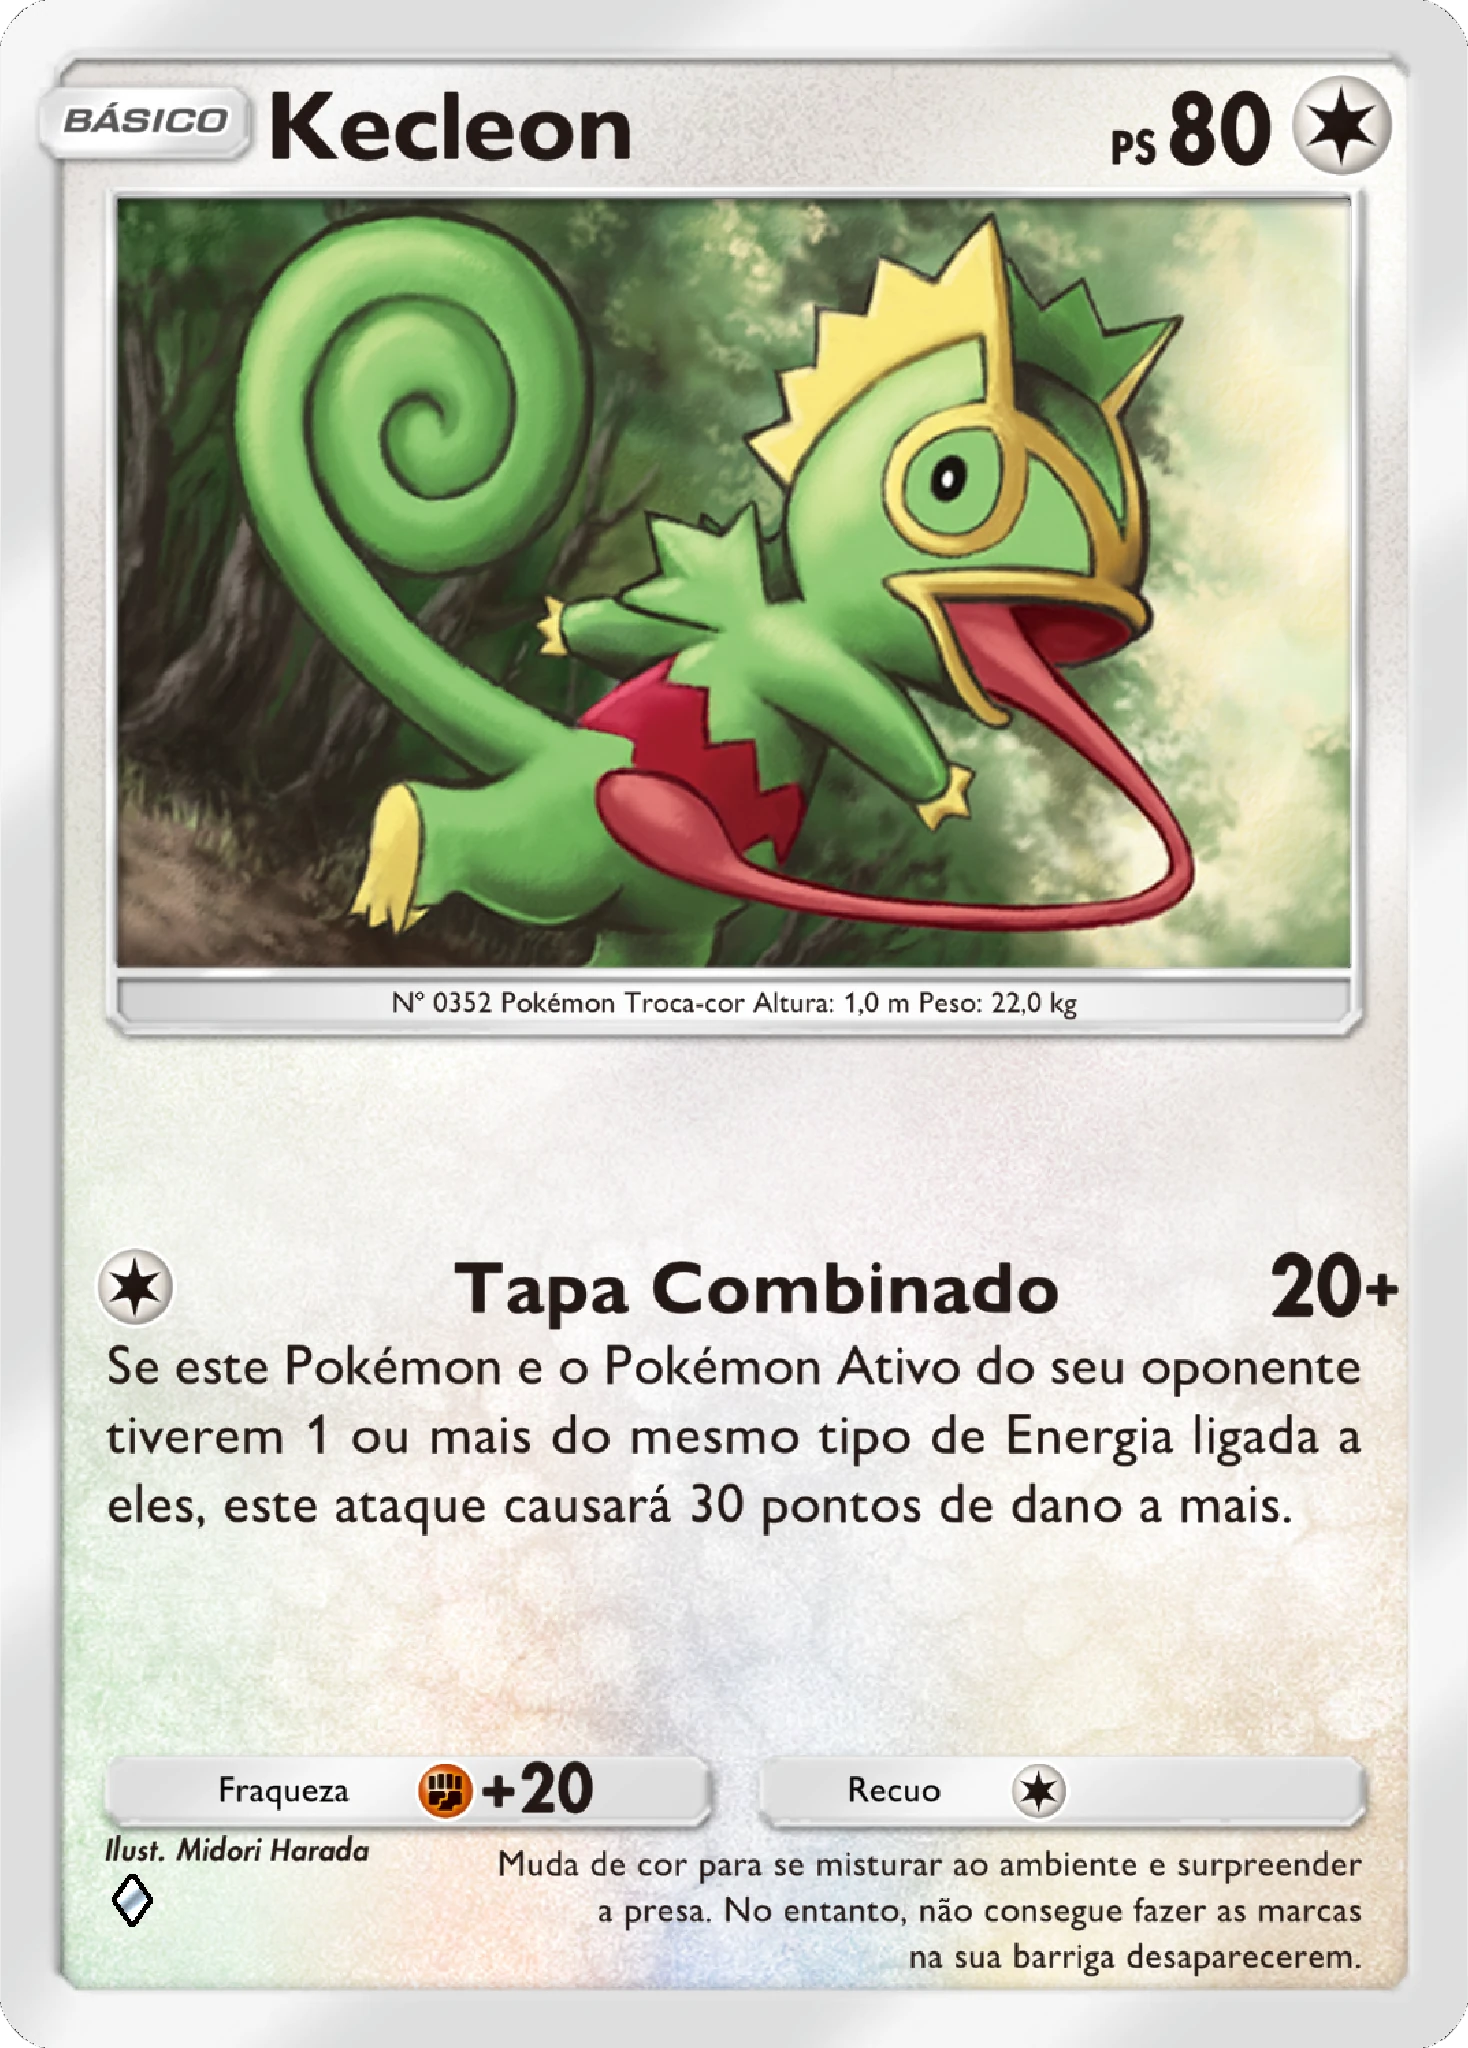 BÁSICO Kecleon PS 80
Nº 0352 Pokémon Troca-cor Altura: 1,0 m Peso: 22,0 kg
Tapa Combinado 20+
Se este Pokémon e o Pokémon Ativo do seu oponente
tiverem 1 ou mais do mesmo tipo de Energia ligada a
eles, este ataque causará 30 pontos de dano a mais.
Fraqueza +20 Recuo
Ilust. Midori Harada
Muda de cor para se misturar ao ambiente e surpreender
a presa. No entanto, não consegue fazer as marcas
na sua barriga desaparecerem.